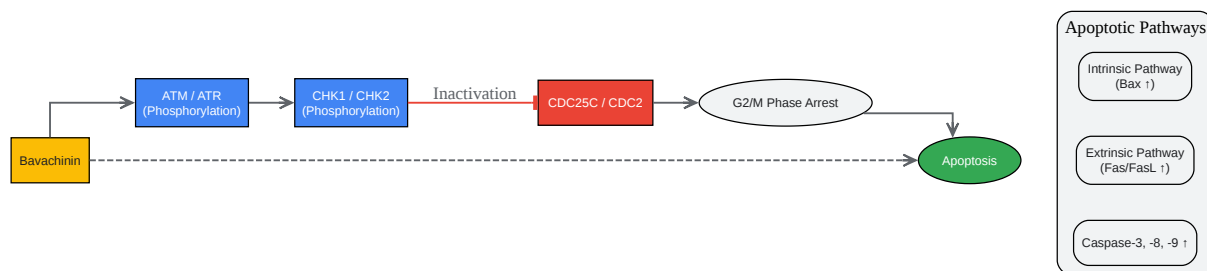 Apoptotic Pathways
Intrinsic Pathway
(Bax ↑)
ATM / ATR
(Phosphorylation)
CHK1 / CHK2
(Phosphorylation)
Inactivation
CDC25C / CDC2
G2/M Phase Arrest
Bavachinin
Apoptosis
Extrinsic Pathway
(Fas/FasL ↑)
Caspase-3, -8, -9 ↑